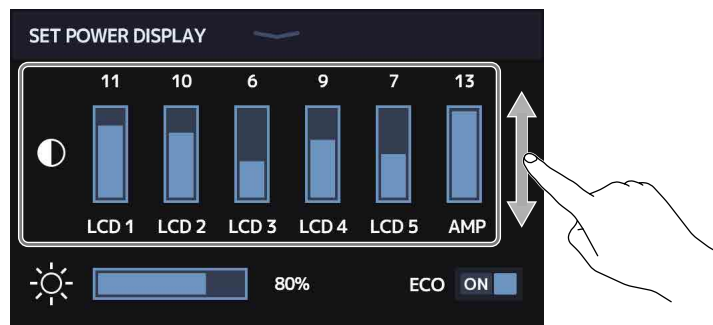 SET POWER DISPLAY
11 10 6 9 7 13
LCD 1 LCD 2 LCD 3 LCD 4 LCD 5 AMP
80% ECO ON